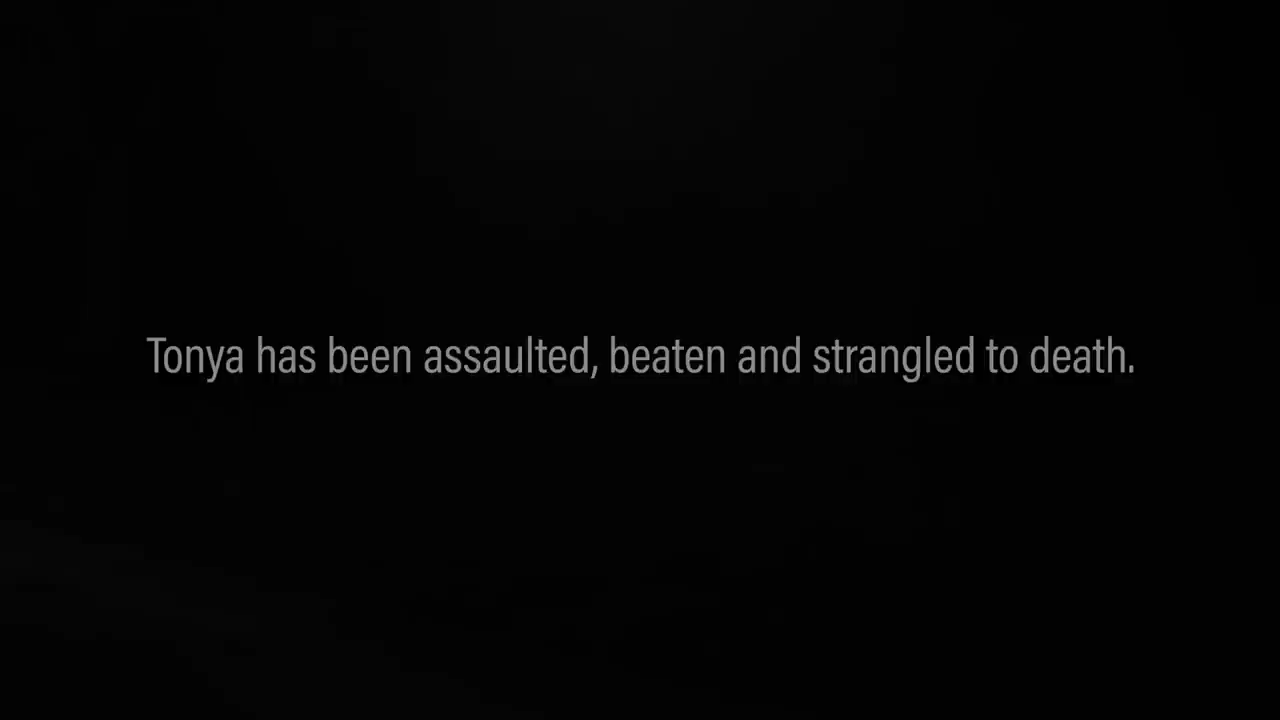 Tonya has been assaulted, beaten and strangled to death.